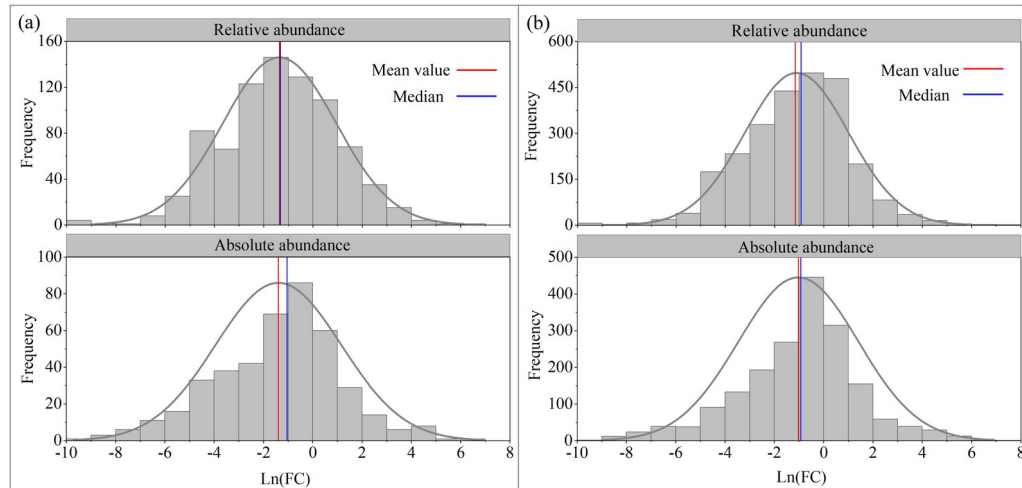 (a)
Relative abundance
160
120
80
40
0
Frequency
Mean value
Median
Absolute abundance
100
80
60
40
20
0
Frequency
-10 -8 -6 -4 -2 0 2 4 6 8
Ln(FC)
(b)
Relative abundance
600
450
300
150
0
Frequency
Mean value
Median
Absolute abundance
500
400
300
200
100
0
Frequency
-10 -8 -6 -4 -2 0 2 4 6 8
Ln(FC)